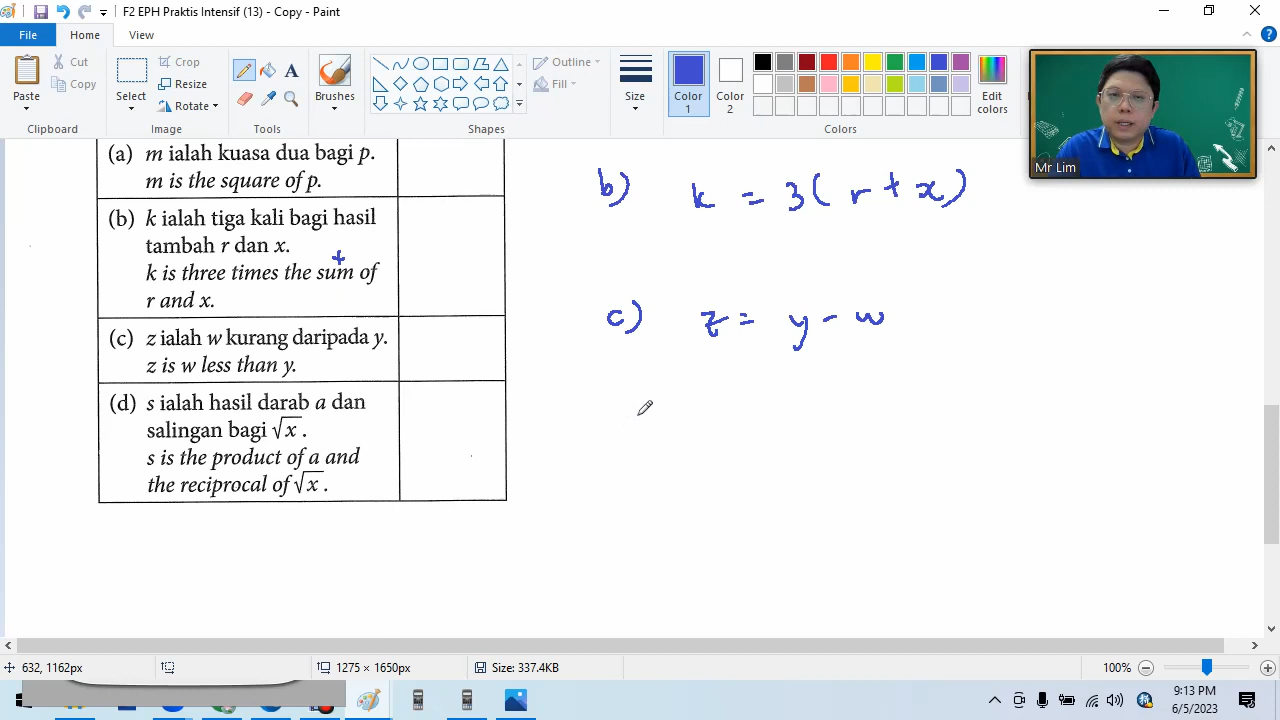 F2 EPH Praktis Intensif (13) - Copy - Paint
File Home View
Paste
Cut
Copy
Clipboard
Select
Crop
Resize
Rotate
Image
Tools
Brushes
Shapes
Outline
Fill
Size
Color 1
Color 2
Edit colors
Colors
Mr Lim
(a) m ialah kuasa dua bagi p.
m is the square of p.
(b) k ialah tiga kali bagi hasil
tambah r dan x.
+
k is three times the sum of
r and x.
(c) z ialah w kurang daripada y.
z is w less than y.
(d) s ialah hasil darab a dan
salingan bagi √x.
s is the product of a and
the reciprocal of √x.
b) k = 3(r+x)
c) z = y - w
632, 1162px
1275 × 1650px
Size: 337.4KB
100%
9:13 PM
6/5/2023